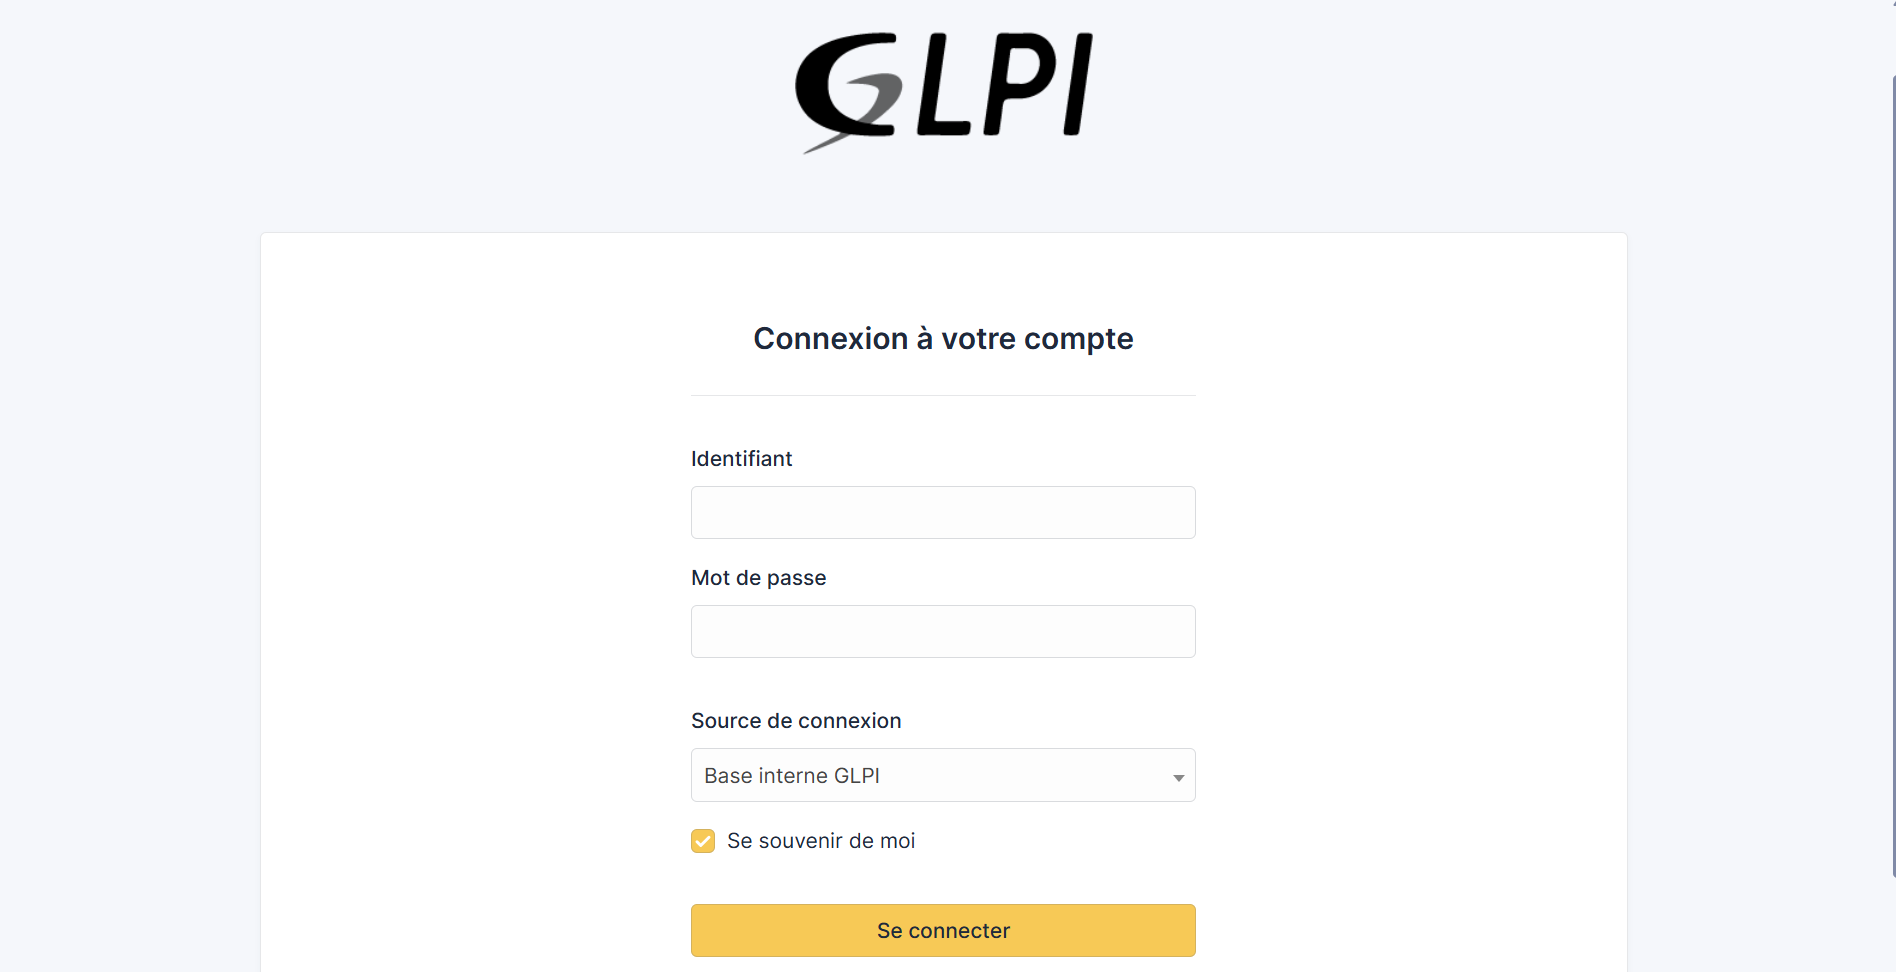 GLPI
Connexion à votre compte
Identifiant
Mot de passe
Source de connexion
Base interne GLPI
Se souvenir de moi
Se connecter